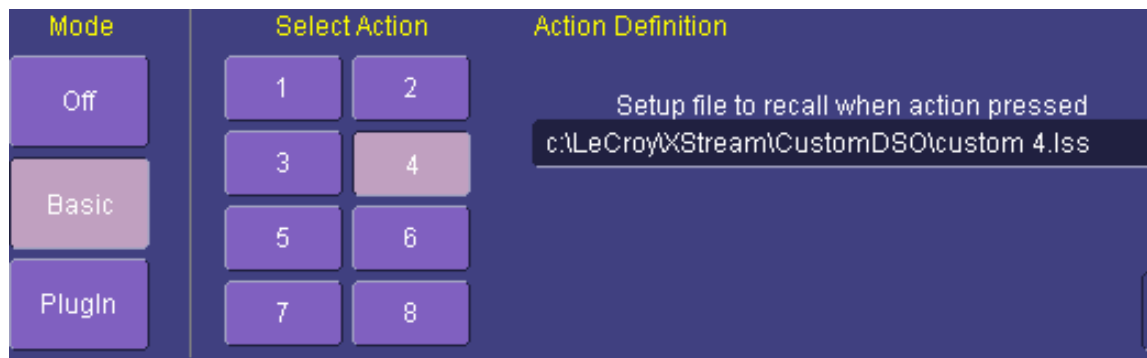 Mode
Off
Basic
PlugIn
Select Action
1 2
3 4
5 6
7 8
Action Definition
Setup file to recall when action pressed
c:\LeCroy\XStream\CustomDSO\custom 4.lss